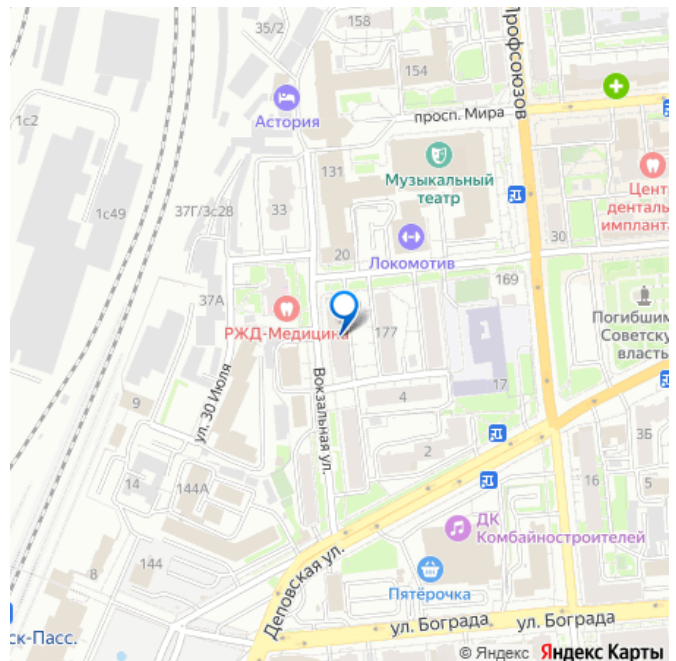 35/2
158
154
Профсоюзов
1с2
Астория
просп. Мира
131
Музыкальный
театр
Цент
денталь
импланта
1с49
37Г/3с28
33
20
30
Локомотив
169
37А
РЖД-Медицина
177
Погибшим
Советску
власть
ул. 30 Июля
Вокзальная ул.
17
4
9
2
3Б
14
144А
16
5
ДК
Комбайностроителей
144
8
Деповская ул.
Пятёрочка
ск-Пасс.
ул. Бограда
ул. Бограда
© Яндекс Яндекс Карты